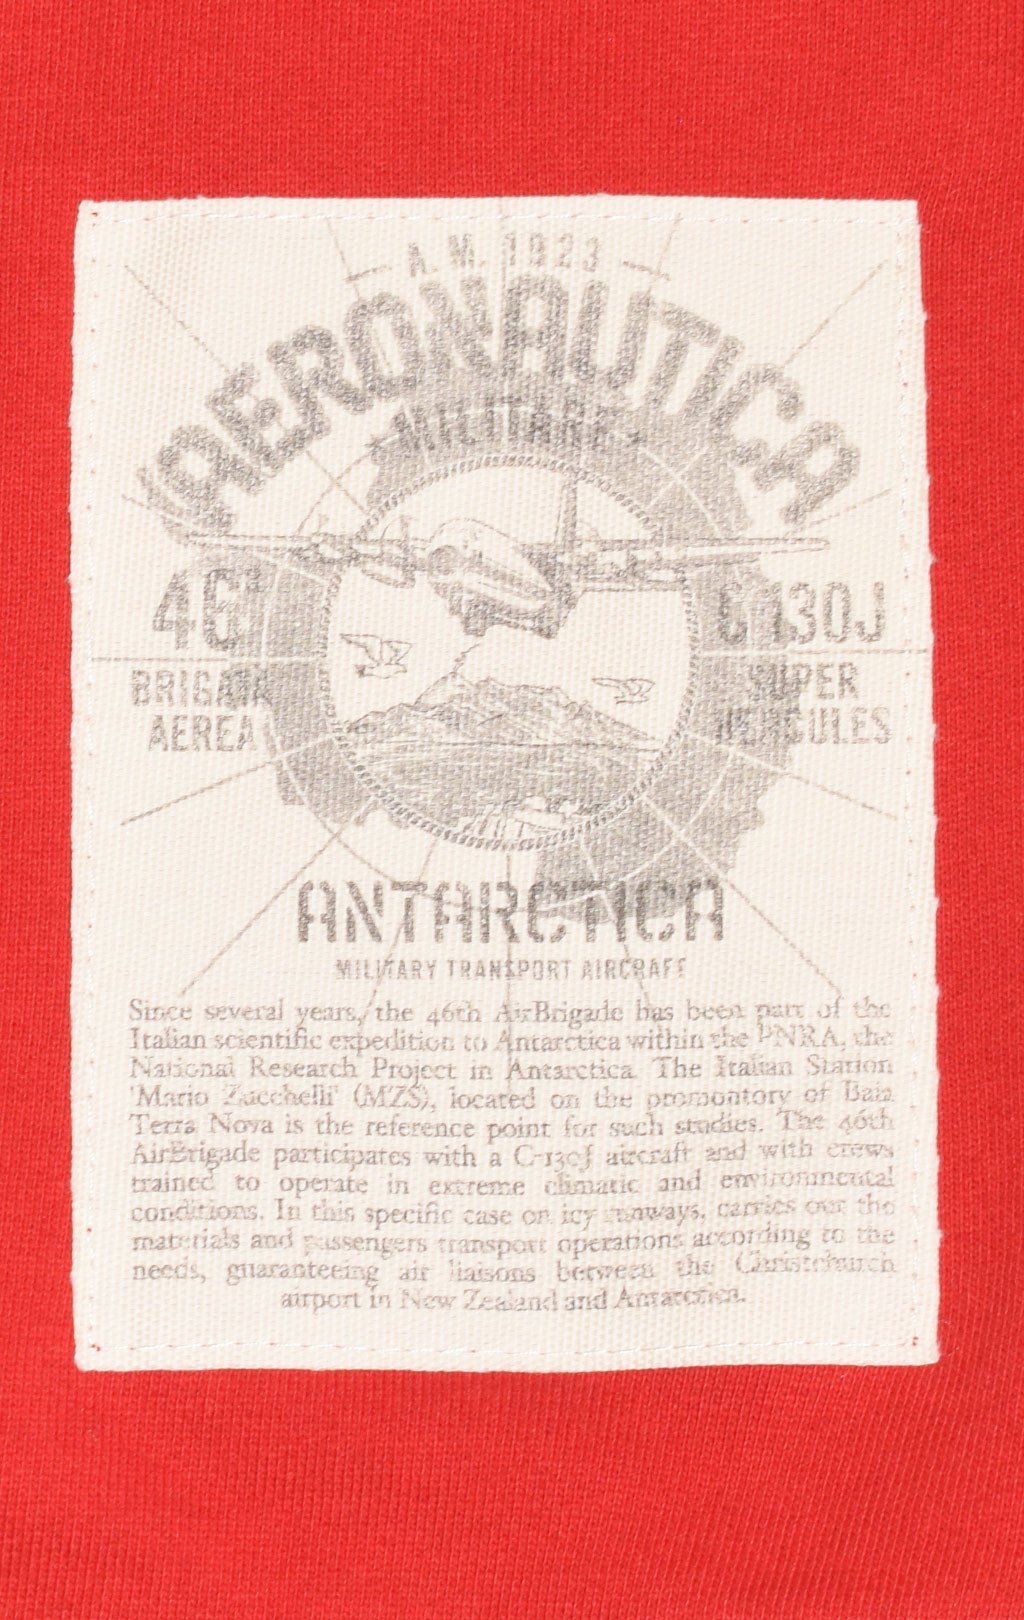 A. M. 1923
AERONAUTICA
MILITARE
46ª
BRIGATA
AEREA
C-130J
SUPER
HERCULES
ANTARCTICA
MILITARY TRANSPORT AIRCRAFT
Since several years, the 46th AirBrigade has been part of the
Italian scientific expedition to Antarctica within the PNRA, the
National Research Project in Antarctica. The Italian Station
'Mario Zucchelli' (MZS), located on the promontory of Baia
Terra Nova is the reference point for such studies. The 46th
AirBrigade participates with a C-130J aircraft and with crews
trained to operate in extreme climatic and environmental
conditions. In this specific case on icy runways, carries out the
materials and passengers transport operations according to the
needs, guaranteeing air liaisons between the Christchurch
airport in New Zealand and Antarctica.